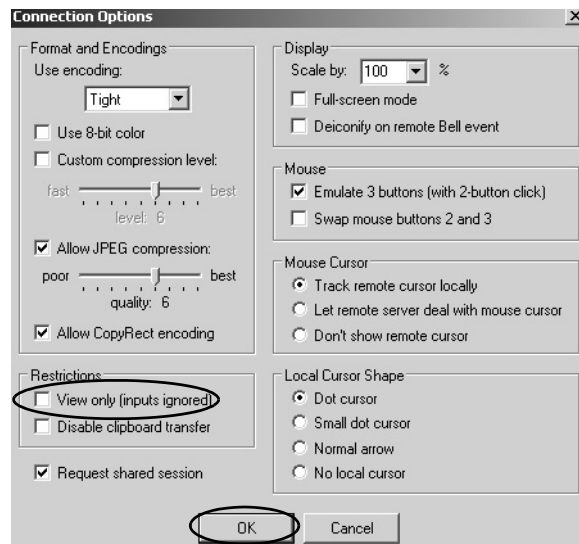 Connection Options
Format and Encodings
Use encoding:
Tight
Use 8-bit color
Custom compression level:
fast best
level: 6
Allow JPEG compression:
poor best
quality: 6
Allow CopyRect encoding
Restrictions
View only (inputs ignored)
Disable clipboard transfer
Request shared session
Display
Scale by: 100 %
Full-screen mode
Deiconify on remote Bell event
Mouse
Emulate 3 buttons (with 2-button click)
Swap mouse buttons 2 and 3
Mouse Cursor
Track remote cursor locally
Let remote server deal with mouse cursor
Don't show remote cursor
Local Cursor Shape
Dot cursor
Small dot cursor
Normal arrow
No local cursor
OK Cancel